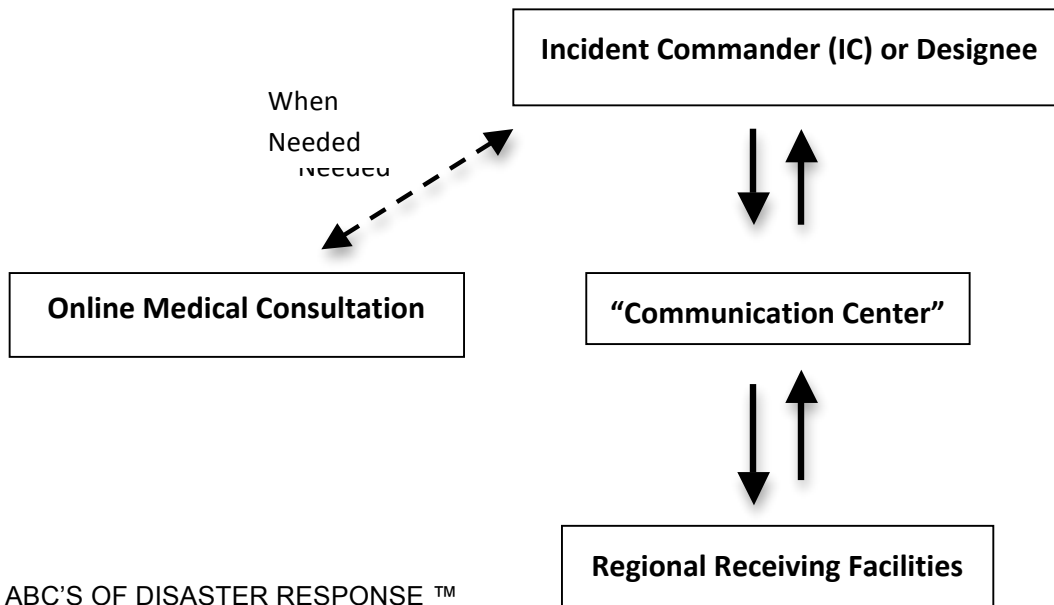 Incident Commander (IC) or Designee
When
Needed
Needed
Online Medical Consultation
“Communication Center”
Regional Receiving Facilities
ABC’S OF DISASTER RESPONSE ™